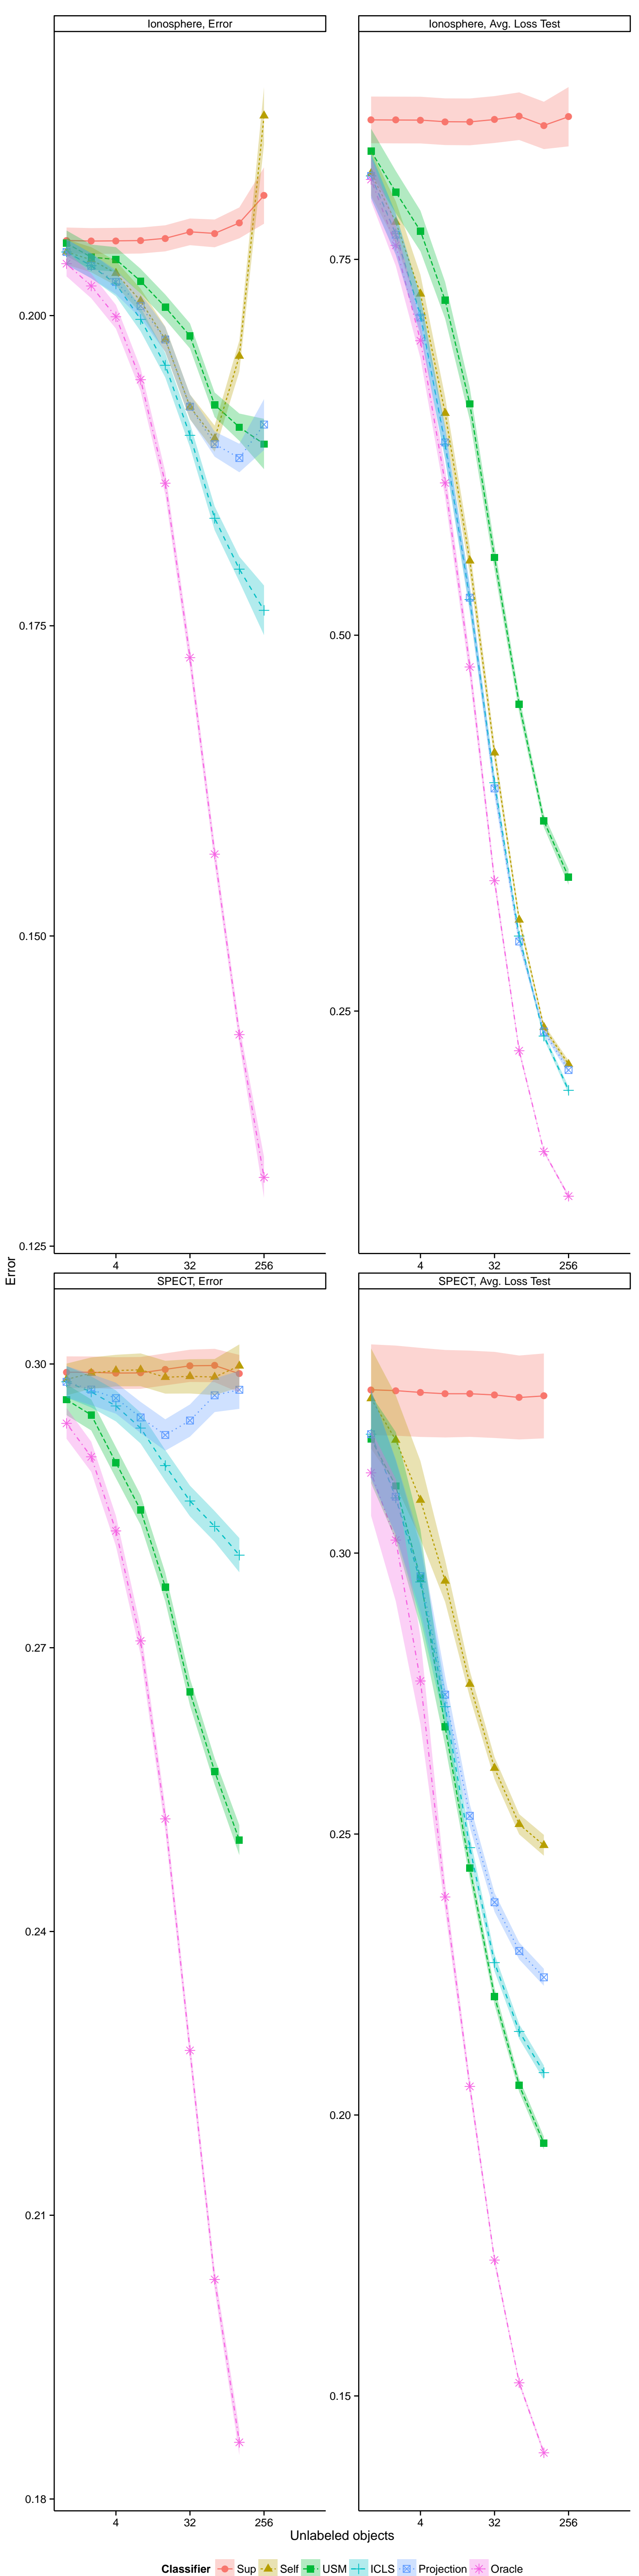 Ionosphere, Error
Ionosphere, Avg. Loss Test
0.200
0.175
0.150
0.125
0.75
0.50
0.25
4 32 256
4 32 256
Error
SPECT, Error
SPECT, Avg. Loss Test
0.30
0.27
0.24
0.21
0.18
0.30
0.25
0.20
0.15
4 32 256
4 32 256
Unlabeled objects
Classifier Sup Self USM ICLS Projection Oracle